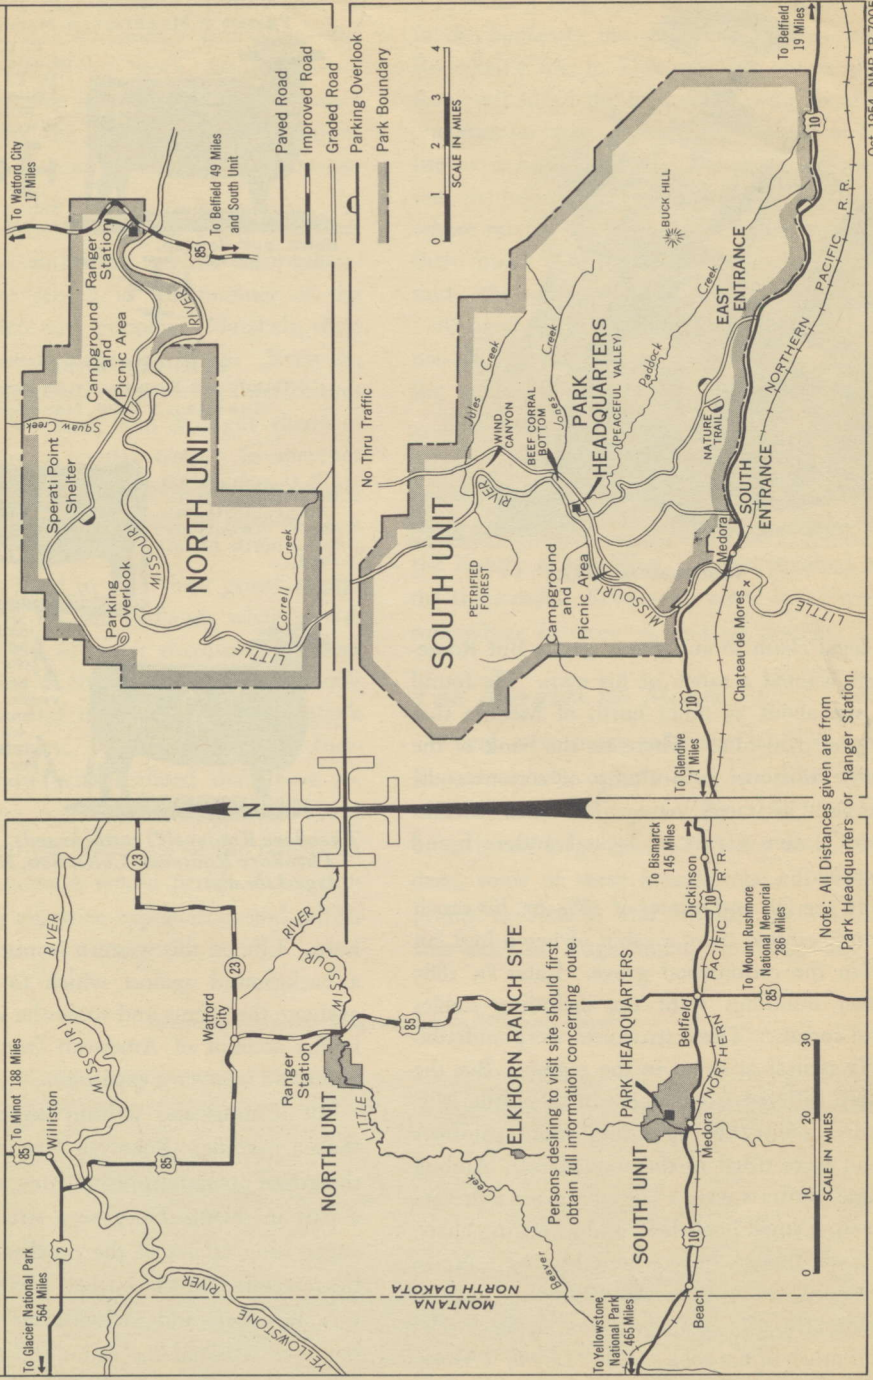 To Glacier National Park
564 Miles
2
85 To Minot 188 Miles
Williston
MISSOURI
RIVER
YELLOWSTONE
RIVER
85
23
23
Watford
City
Ranger
Station
NORTH UNIT
LITTLE
MISSOURI
RIVER
85
MONTANA
NORTH DAKOTA
Beaver
Creek
ELKHORN RANCH SITE
Persons desiring to visit site should first
obtain full information concerning route.
SOUTH UNIT
PARK HEADQUARTERS
To Yellowstone
National Park
465 Miles
Beach
10
Medora
NORTHERN
PACIFIC
R. R.
Belfield
10
Dickinson
To Bismarck
145 Miles
To Mount Rushmore
National Memorial
286 Miles
85
0 10 20 30
SCALE IN MILES
Note: All Distances given are from
Park Headquarters or Ranger Station.
N
To Watford City
17 Miles
Ranger
Station
Campground
and
Picnic Area
Squaw Creek
Sperati Point
Shelter
Parking
Overlook
NORTH UNIT
LITTLE
MISSOURI
RIVER
Correll Creek
85
To Belfield 49 Miles
and South Unit
Paved Road
Improved Road
Graded Road
Parking Overlook
Park Boundary
0 1 2 3 4
SCALE IN MILES
No Thru Traffic
SOUTH UNIT
PETRIFIED
FOREST
RIVER
Jules Creek
WIND
CANYON
BEEF CORRAL
BOTTOM
Jones Creek
PARK
HEADQUARTERS
(PEACEFUL VALLEY)
Campground
and
Picnic Area
Paddock Creek
BUCK HILL
MISSOURI
NATURE
TRAIL
EAST
ENTRANCE
Medora
SOUTH
ENTRANCE
To Glendive
71 Miles
10
Chateau de Mores x
LITTLE
NORTHERN
PACIFIC
R. R.
10
To Belfield
19 Miles
Oct. 1954 NMP-TR 7005